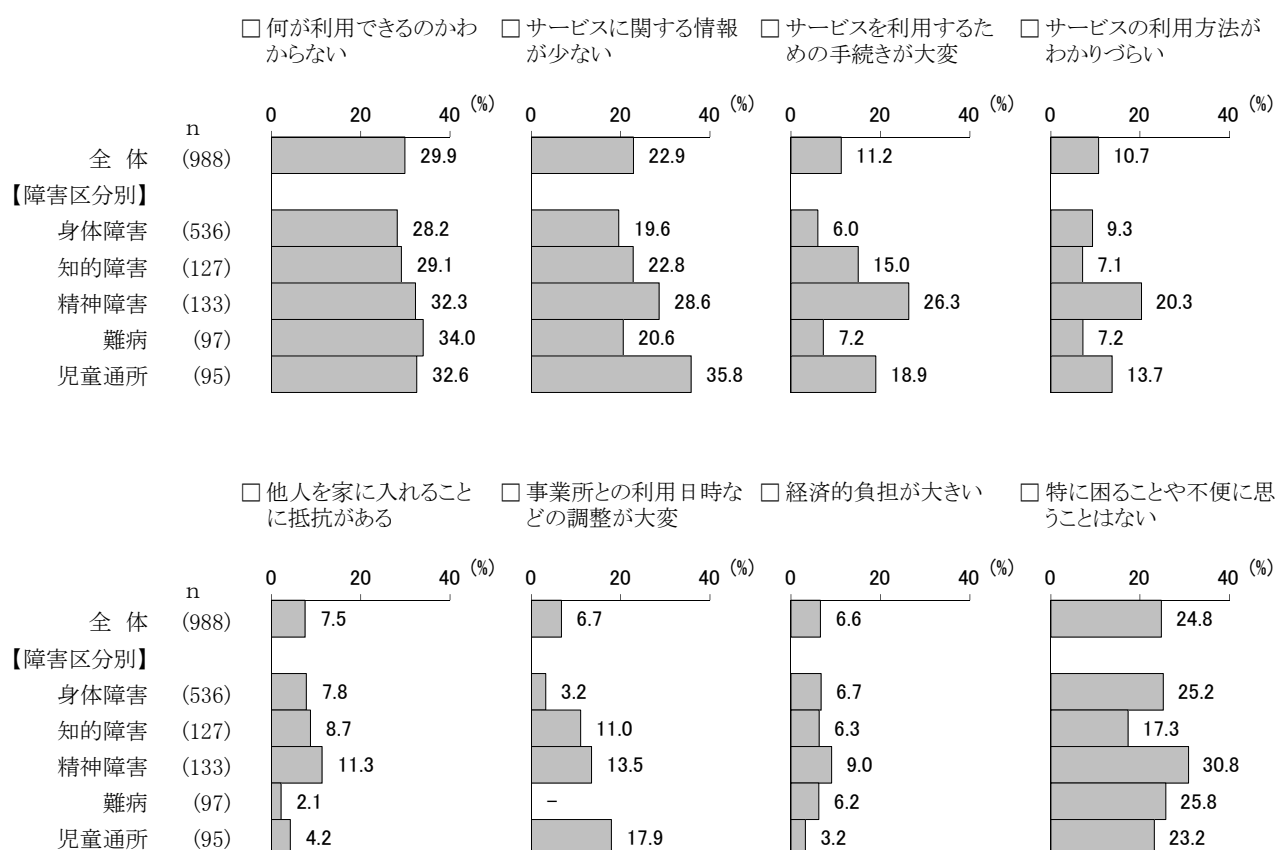 □ 何が利用できるのかわ □ サービスに関する情報 □ サービスを利用するた □ サービスの利用方法が
からない が少ない めの手続きが大変 わかりづらい
0 20 40 (%) 0 20 40 (%) 0 20 40 (%) 0 20 40 (%)
n
全 体 (988) 29.9 22.9 11.2 10.7
【障害区分別】
身体障害 (536) 28.2 19.6 6.0 9.3
知的障害 (127) 29.1 22.8 15.0 7.1
精神障害 (133) 32.3 28.6 26.3 20.3
難病 (97) 34.0 20.6 7.2 7.2
児童通所 (95) 32.6 35.8 18.9 13.7
□ 他人を家に入れること □ 事業所との利用日時な □ 経済的負担が大きい □ 特に困ることや不便に思
に抵抗がある どの調整が大変 うことはない
0 20 40 (%) 0 20 40 (%) 0 20 40 (%) 0 20 40 (%)
n
全 体 (988) 7.5 6.7 6.6 24.8
【障害区分別】
身体障害 (536) 7.8 3.2 6.7 25.2
知的障害 (127) 8.7 11.0 6.3 17.3
精神障害 (133) 11.3 13.5 9.0 30.8
難病 (97) 2.1 - 6.2 25.8
児童通所 (95) 4.2 17.9 3.2 23.2